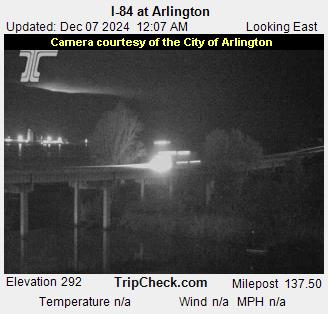 I-84 at Arlington
Updated: Dec 07 2024 12:07 AM Looking East
Camera courtesy of the City of Arlington
Elevation 292 TripCheck.com Milepost 137.50
Temperature n/a Wind n/a MPH n/a